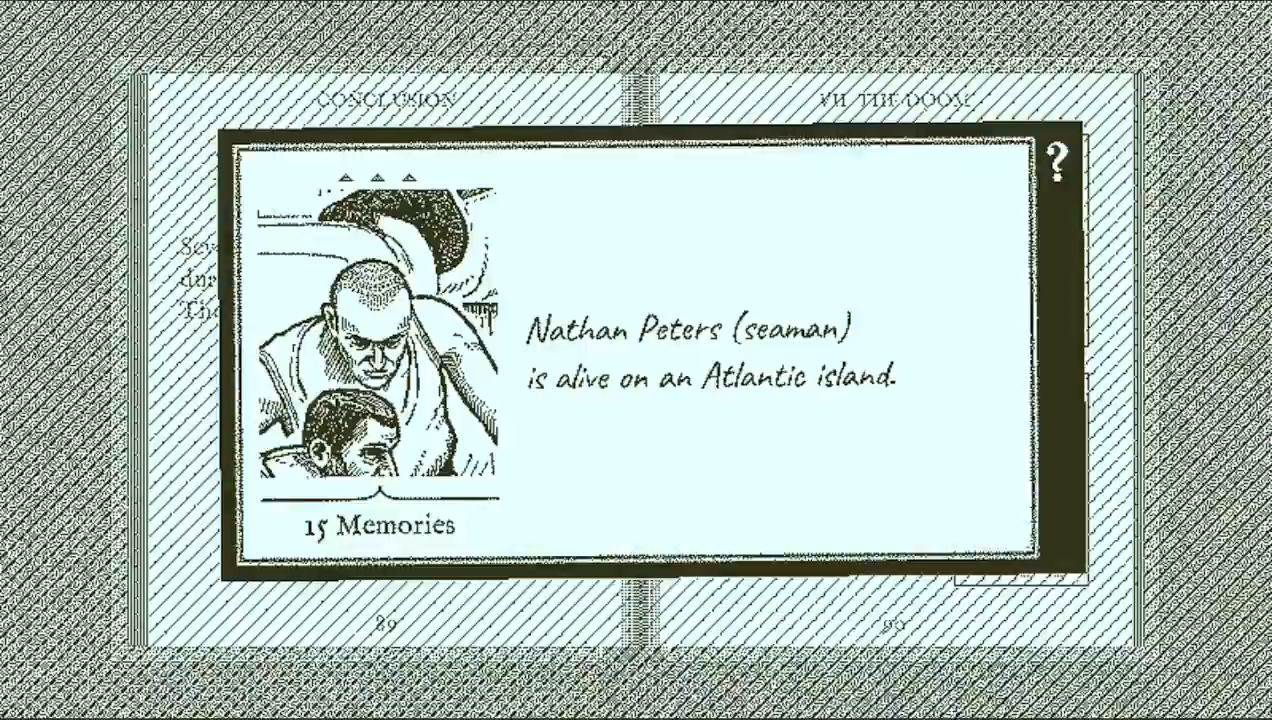 CONCLUSION
VII THE DOOM
?
Nathan Peters (seaman)
is alive on an Atlantic island.
15 Memories
89
90